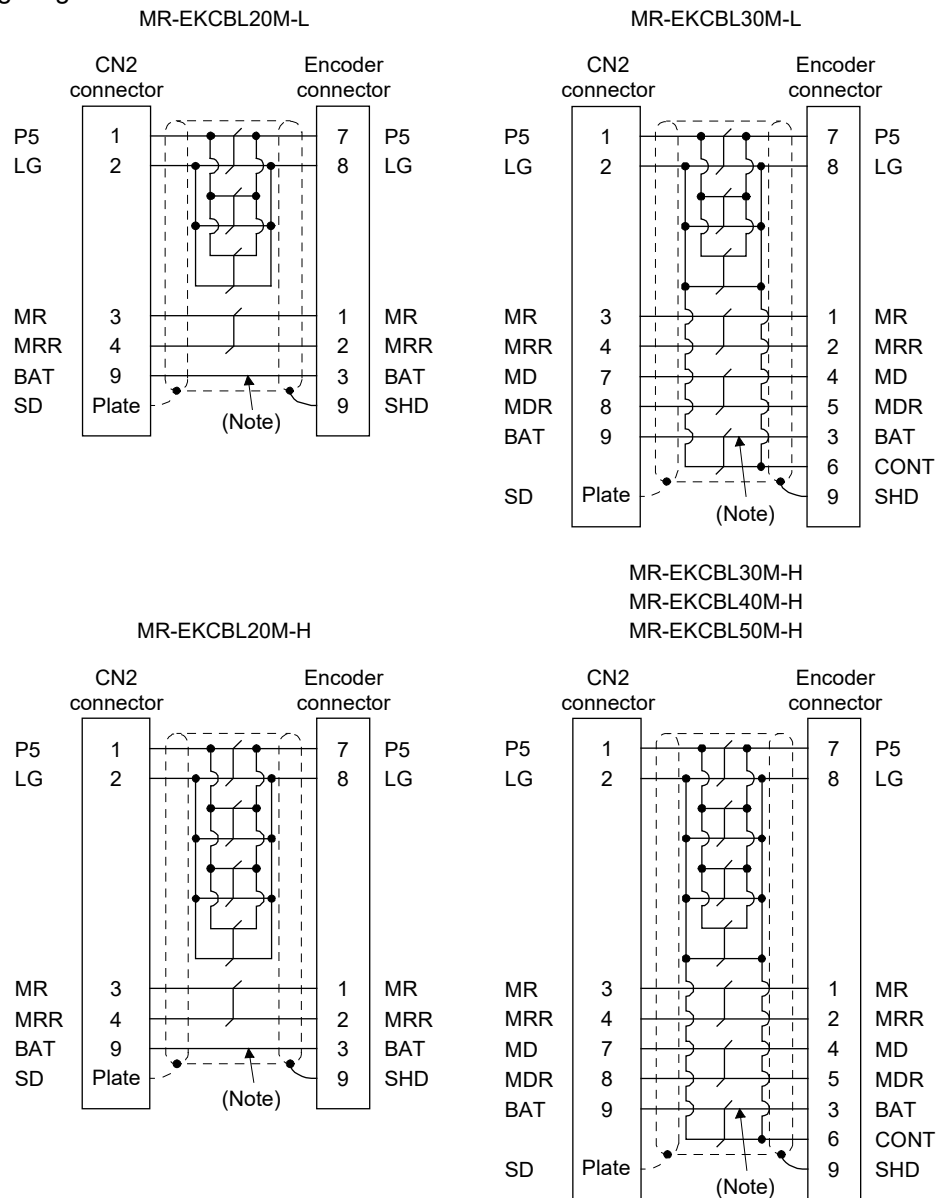 MR-EKCBL20M-L
CN2
connector
Encoder
connector
P5 1 7 P5
LG 2 8 LG
MR 3 1 MR
MRR 4 2 MRR
BAT 9 3 BAT
SD Plate 9 SHD
(Note)
MR-EKCBL30M-L
CN2
connector
Encoder
connector
P5 1 7 P5
LG 2 8 LG
MR 3 1 MR
MRR 4 2 MRR
MD 7 4 MD
MDR 8 5 MDR
BAT 9 3 BAT
6 CONT
SD Plate 9 SHD
(Note)
MR-EKCBL20M-H
CN2
connector
Encoder
connector
P5 1 7 P5
LG 2 8 LG
MR 3 1 MR
MRR 4 2 MRR
BAT 9 3 BAT
SD Plate 9 SHD
(Note)
MR-EKCBL30M-H
MR-EKCBL40M-H
MR-EKCBL50M-H
CN2
connector
Encoder
connector
P5 1 7 P5
LG 2 8 LG
MR 3 1 MR
MRR 4 2 MRR
MD 7 4 MD
MDR 8 5 MDR
BAT 9 3 BAT
6 CONT
SD Plate 9 SHD
(Note)